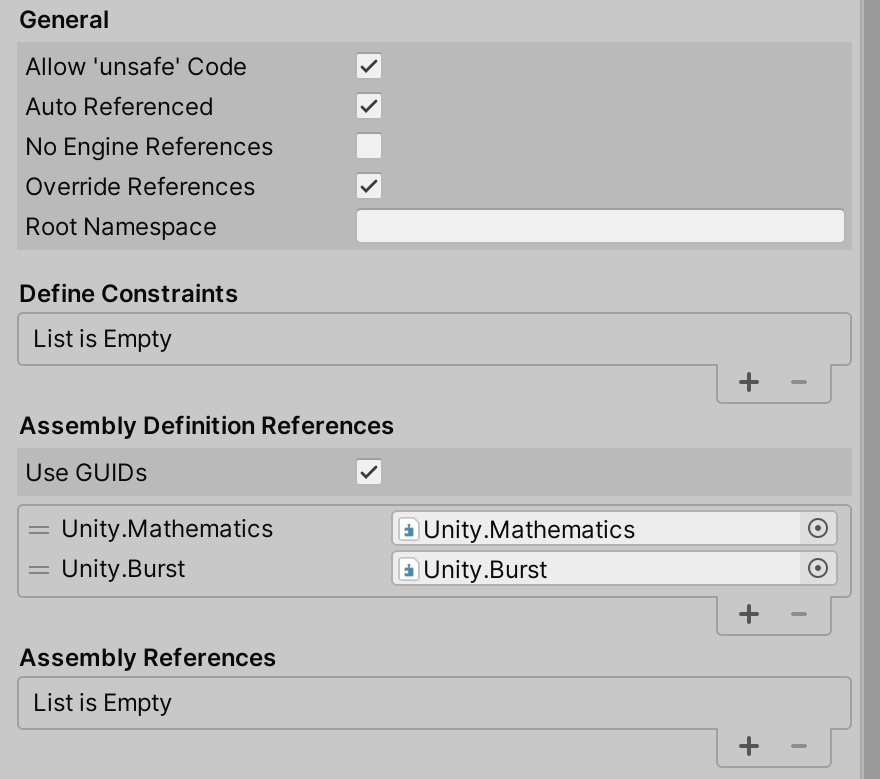 General
Allow 'unsafe' Code
Auto Referenced
No Engine References
Override References
Root Namespace
Define Constraints
List is Empty
Assembly Definition References
Use GUIDs
Unity.Mathematics Unity.Mathematics
Unity.Burst Unity.Burst
Assembly References
List is Empty